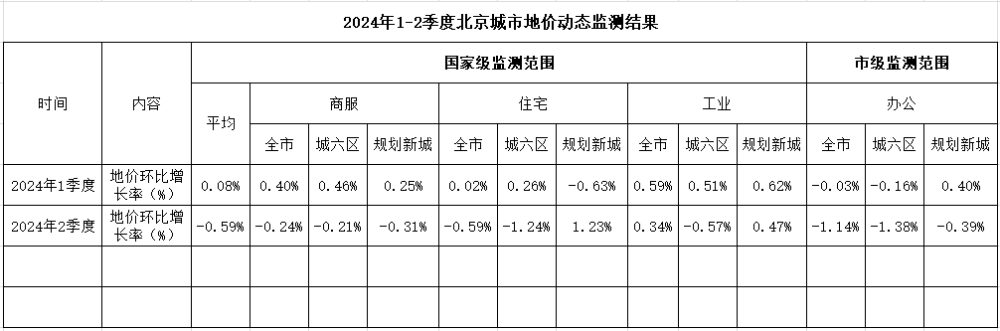 2024年1-2季度北京城市地价动态监测结果
时间 内容 国家级监测范围 市级监测范围
平均 商服 住宅 工业 办公
全市 城六区 规划新城 全市 城六区 规划新城 全市 城六区 规划新城 全市 城六区 规划新城
2024年1季度 地价环比增长率（%） 0.08% 0.40% 0.46% 0.25% 0.02% 0.26% -0.63% 0.59% 0.51% 0.62% -0.03% -0.16% 0.40%
2024年2季度 地价环比增长率（%） -0.59% -0.24% -0.21% -0.31% -0.59% -1.24% 1.23% 0.34% -0.57% 0.47% -1.14% -1.38% -0.39%